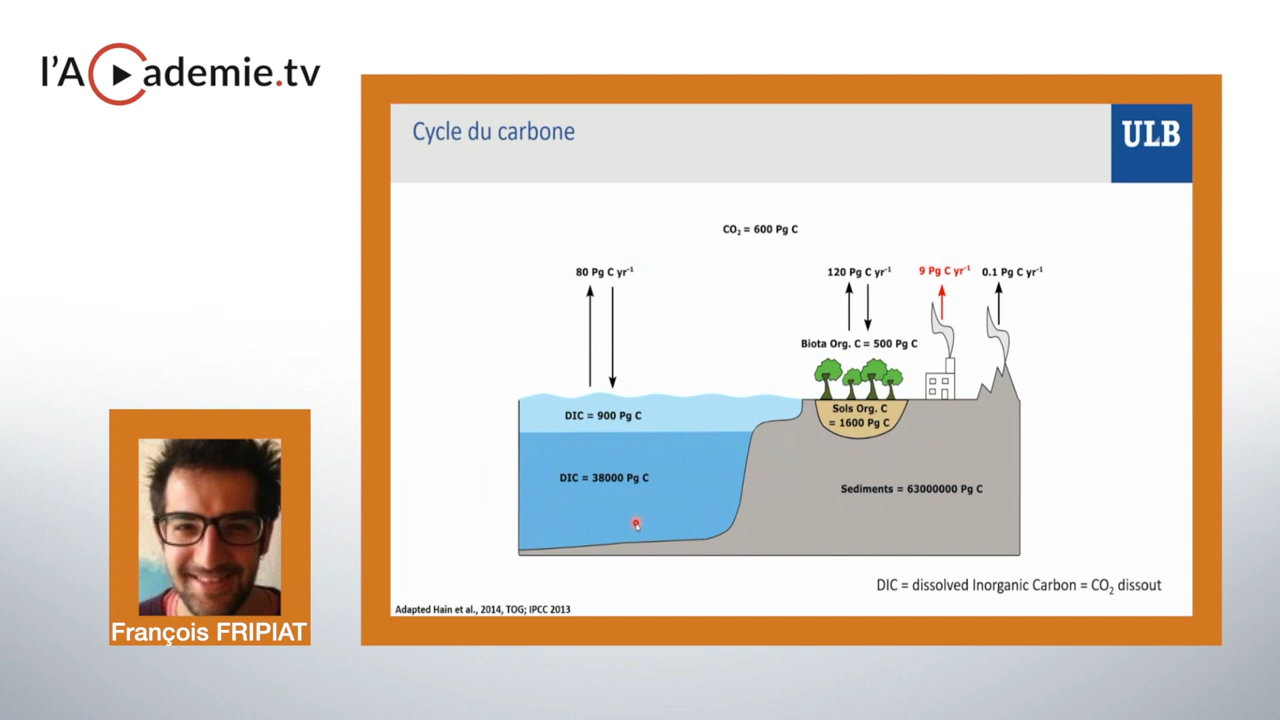 l'Academie.tv
Cycle du carbone
ULB
CO₂ = 600 Pg C
80 Pg C yr⁻¹
120 Pg C yr⁻¹
9 Pg C yr⁻¹
0.1 Pg C yr⁻¹
Biota Org. C = 500 Pg C
DIC = 900 Pg C
Sols Org. C
= 1600 Pg C
DIC = 38000 Pg C
Sediments = 63000000 Pg C
DIC = dissolved Inorganic Carbon = CO₂ dissout
Adapted Hain et al., 2014, TOG; IPCC 2013
François FRIPIAT